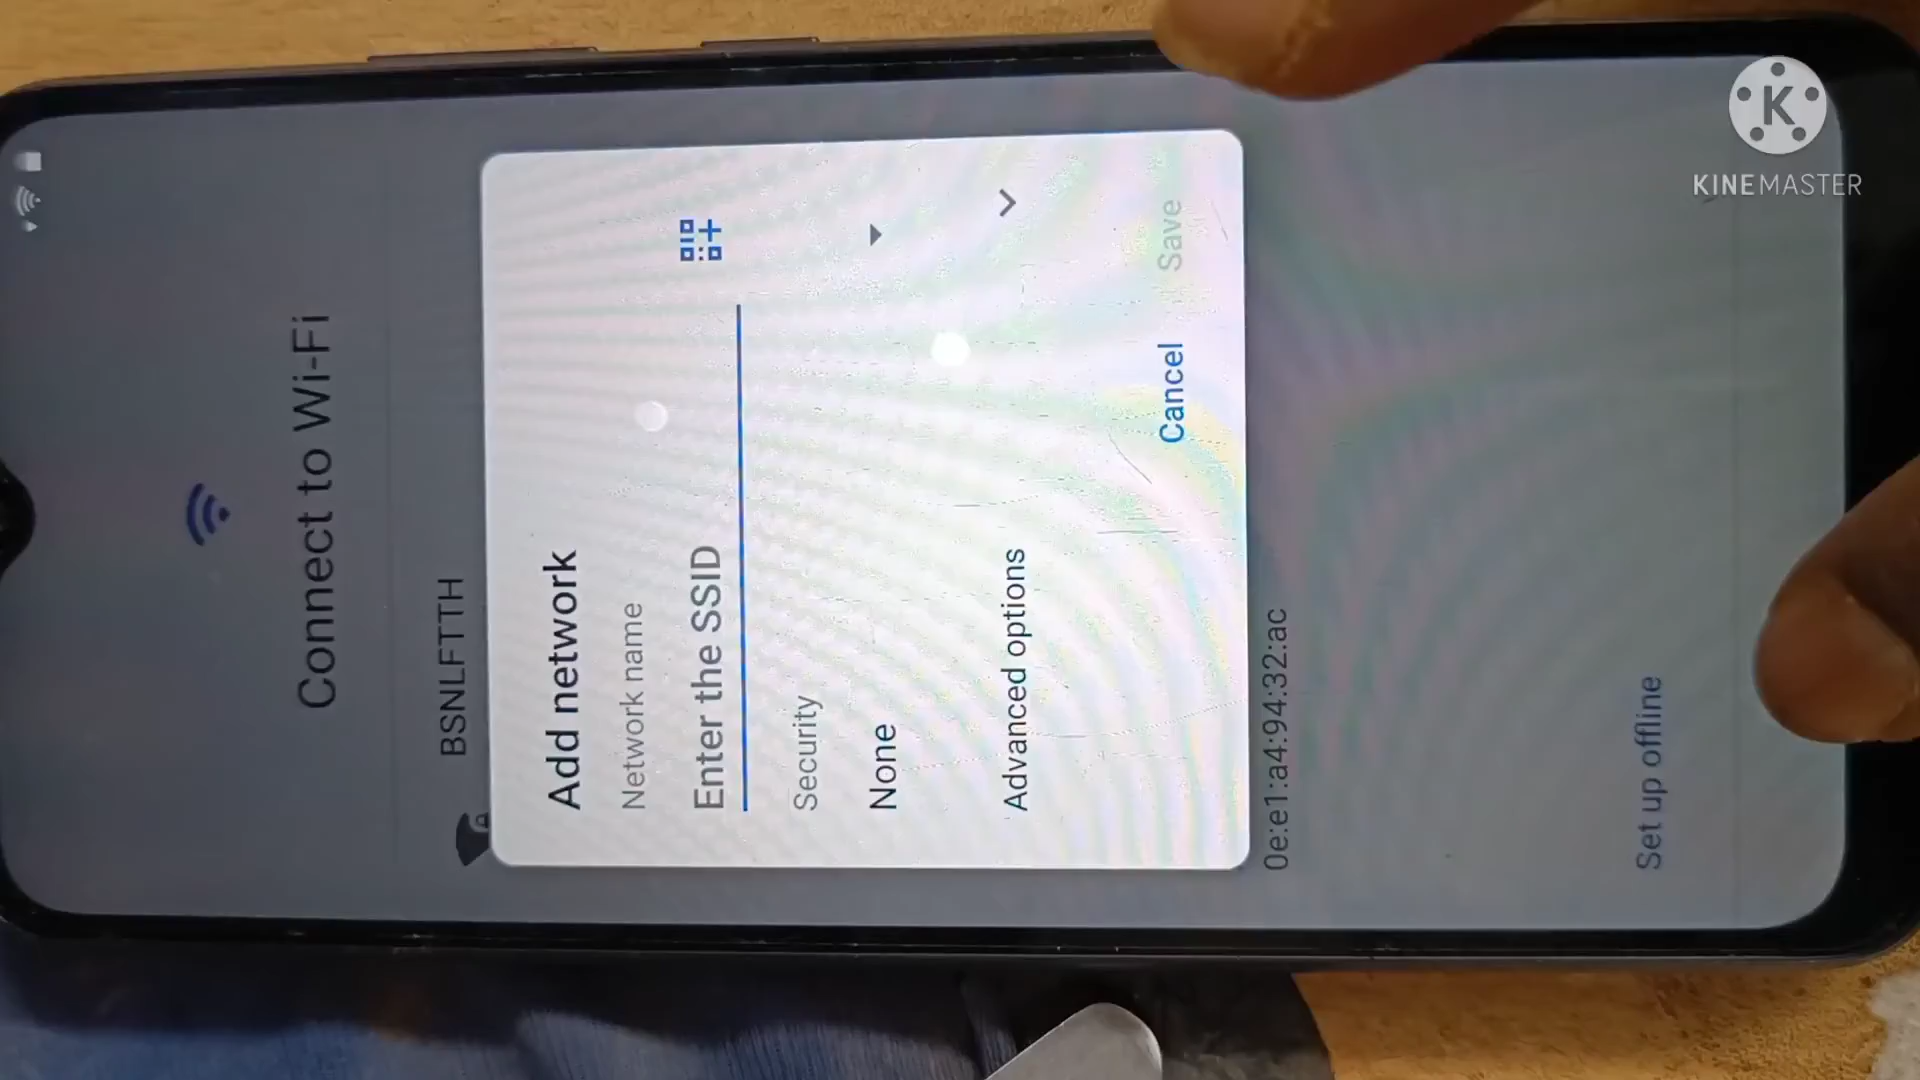 Connect to Wi-Fi
BSNLFTTH
Add network
Network name
Enter the SSID
Security
None
Advanced options
Cancel Save
0e:e1:a4:94:32:ac
Set up offline
K
KINEMASTER